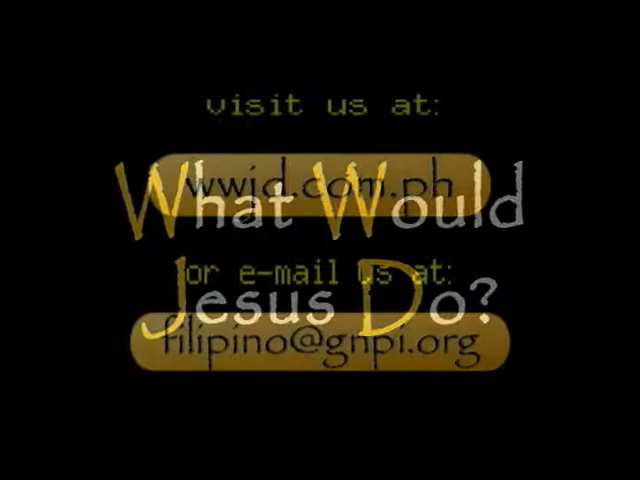 visit us at:
wwjd.com.ph
What Would
or e-mail us at:
Jesus Do?
filipino@gnpi.org